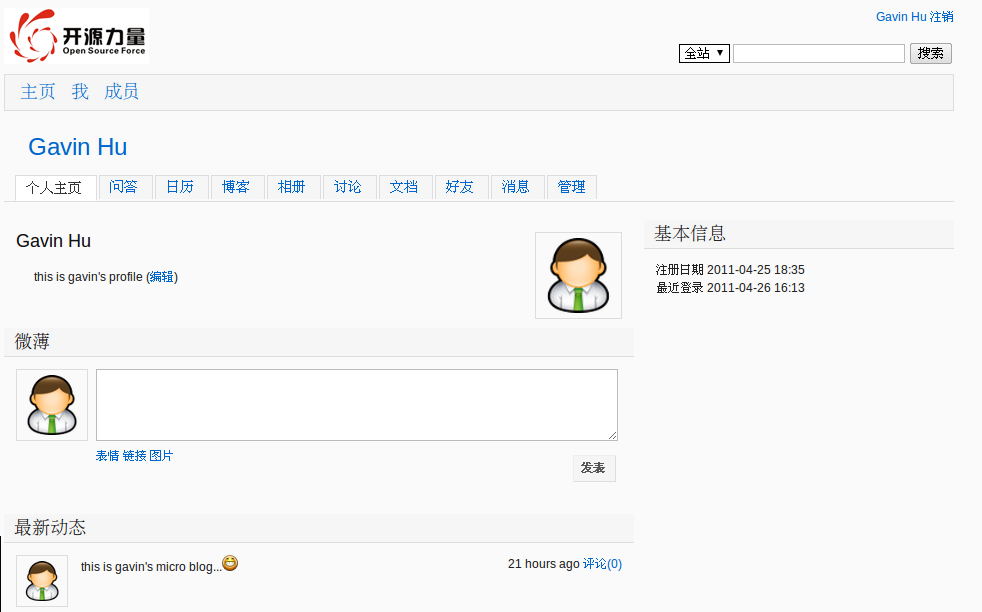 开源力量
Open Source Force
Gavin Hu 注销
全站 搜索
主页 我 成员
Gavin Hu
个人主页 问答 日历 博客 相册 讨论 文档 好友 消息 管理
Gavin Hu
this is gavin's profile (编辑)
基本信息
注册日期 2011-04-25 18:35
最近登录 2011-04-26 16:13
微薄
表情 链接 图片
发表
最新动态
this is gavin's micro blog...
21 hours ago 评论(0)